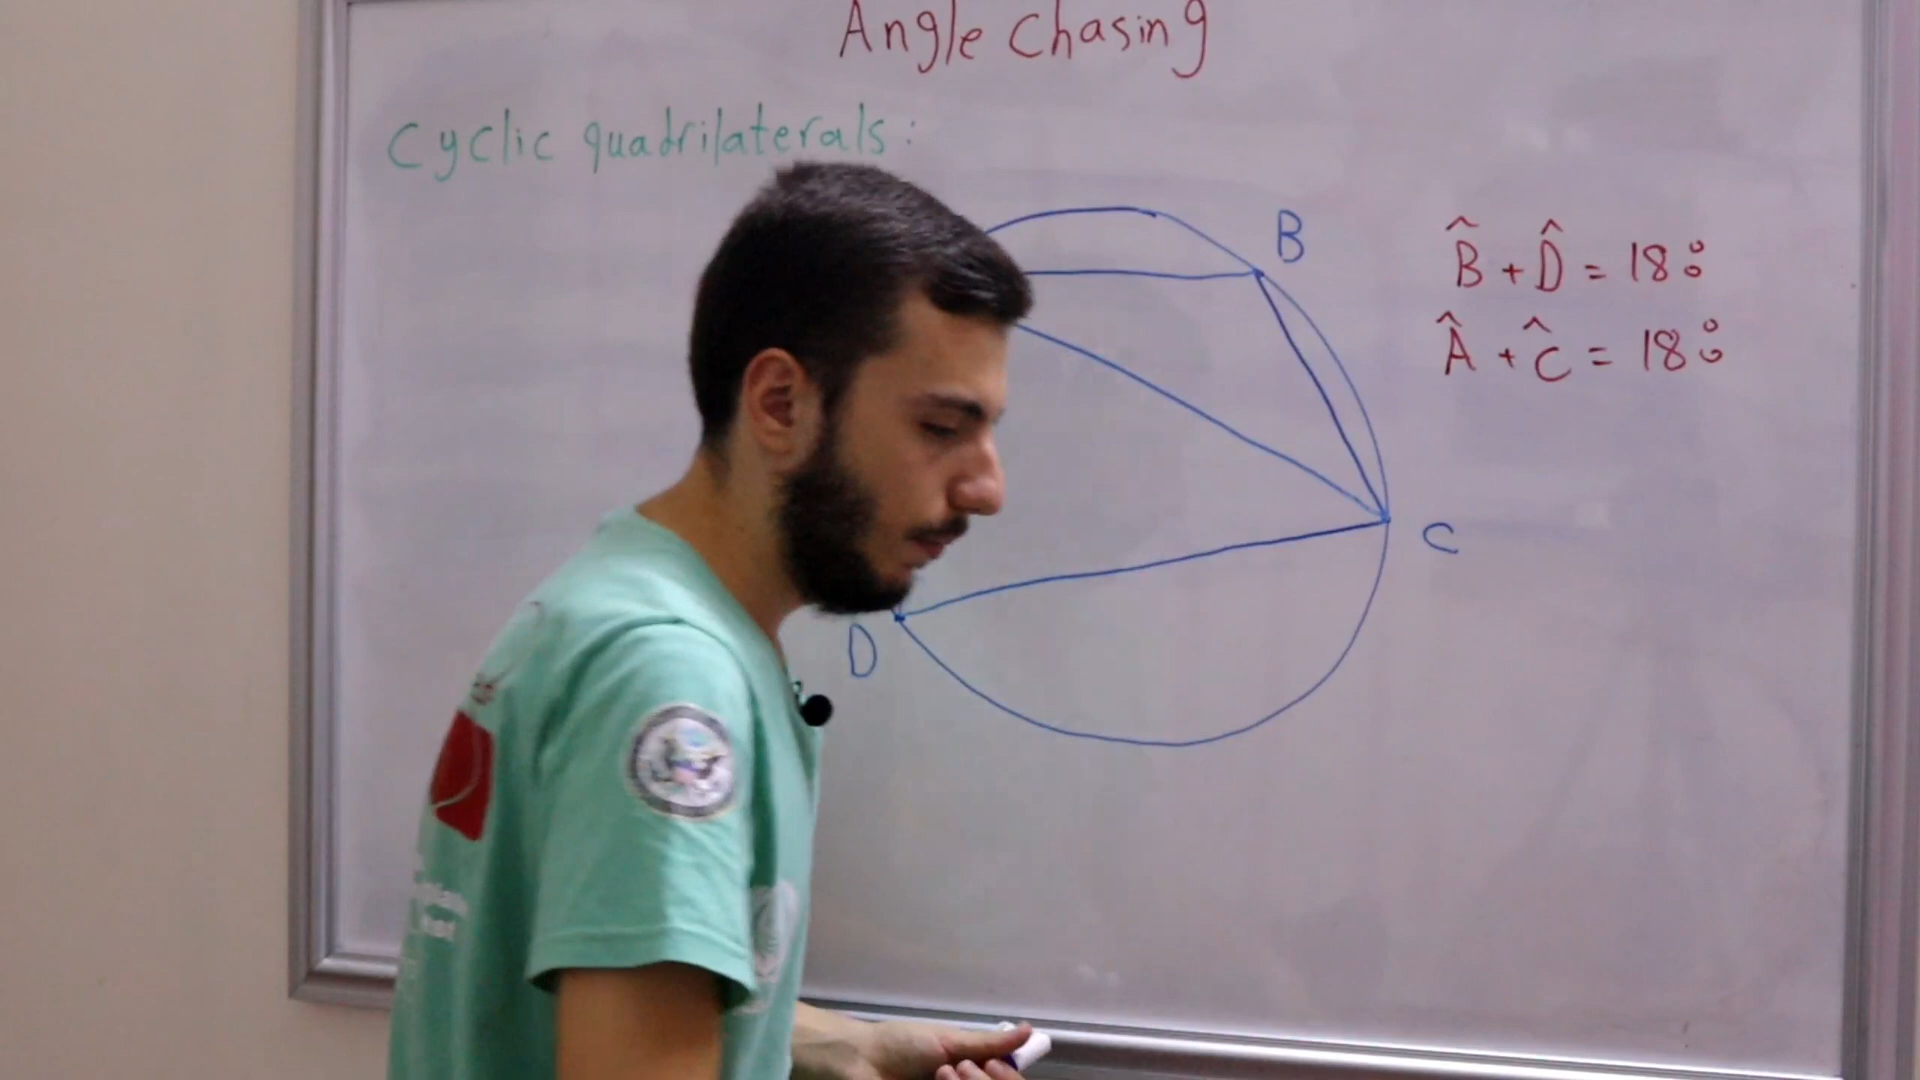 Angle chasing
Cyclic quadrilaterals:
B
B̂ + D̂ = 180°
Â + Ĉ = 180°
C
D